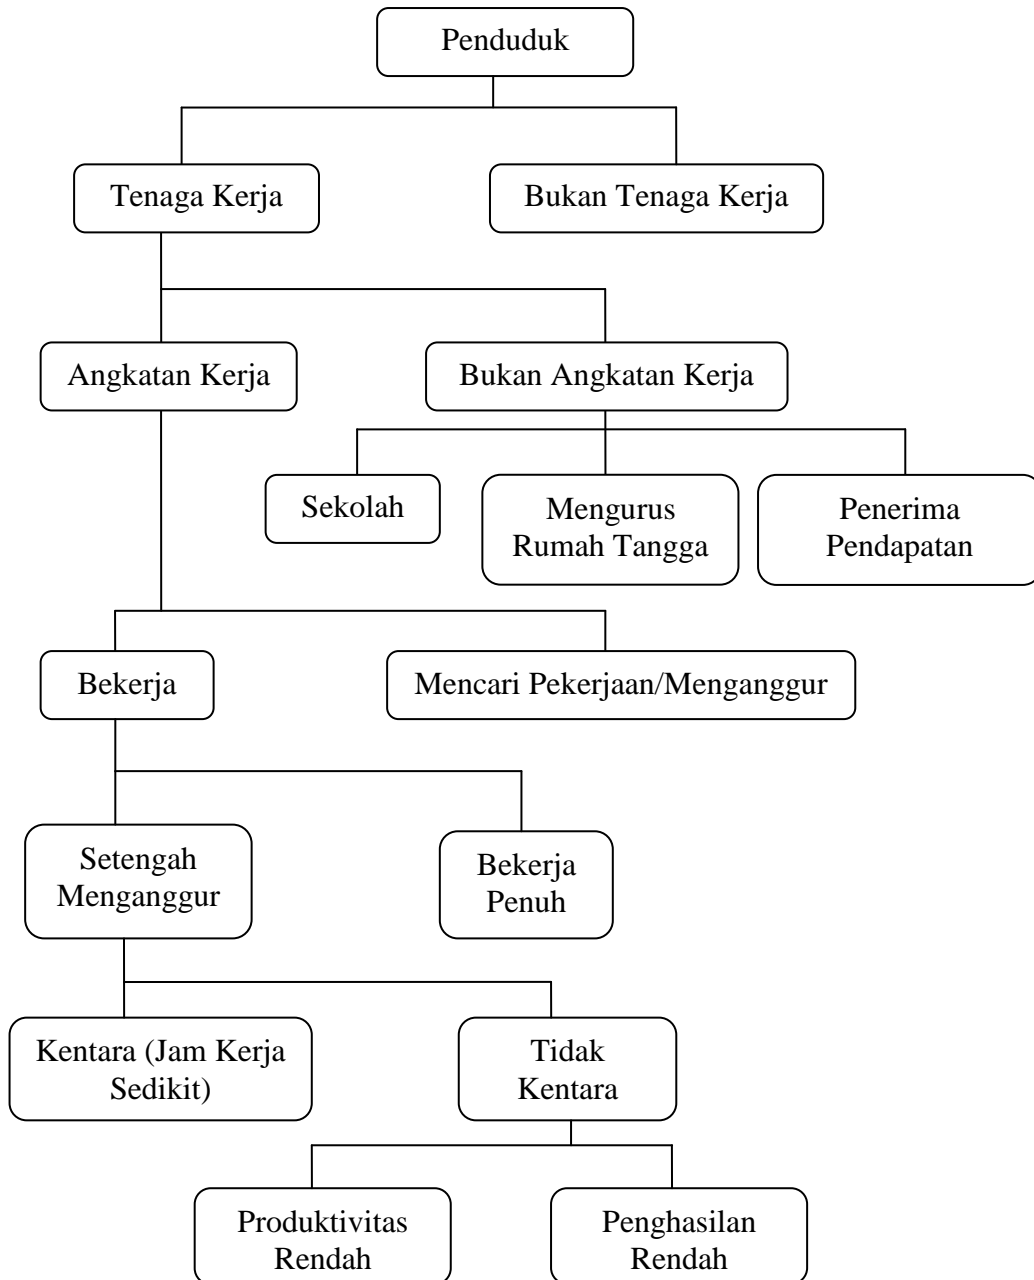 Penduduk
Tenaga Kerja
Bukan Tenaga Kerja
Angkatan Kerja
Bukan Angkatan Kerja
Sekolah
Mengurus
Rumah Tangga
Penerima
Pendapatan
Bekerja
Mencari Pekerjaan/Menganggur
Setengah
Menganggur
Bekerja
Penuh
Kentara (Jam Kerja
Sedikit)
Tidak
Kentara
Produktivitas
Rendah
Penghasilan
Rendah